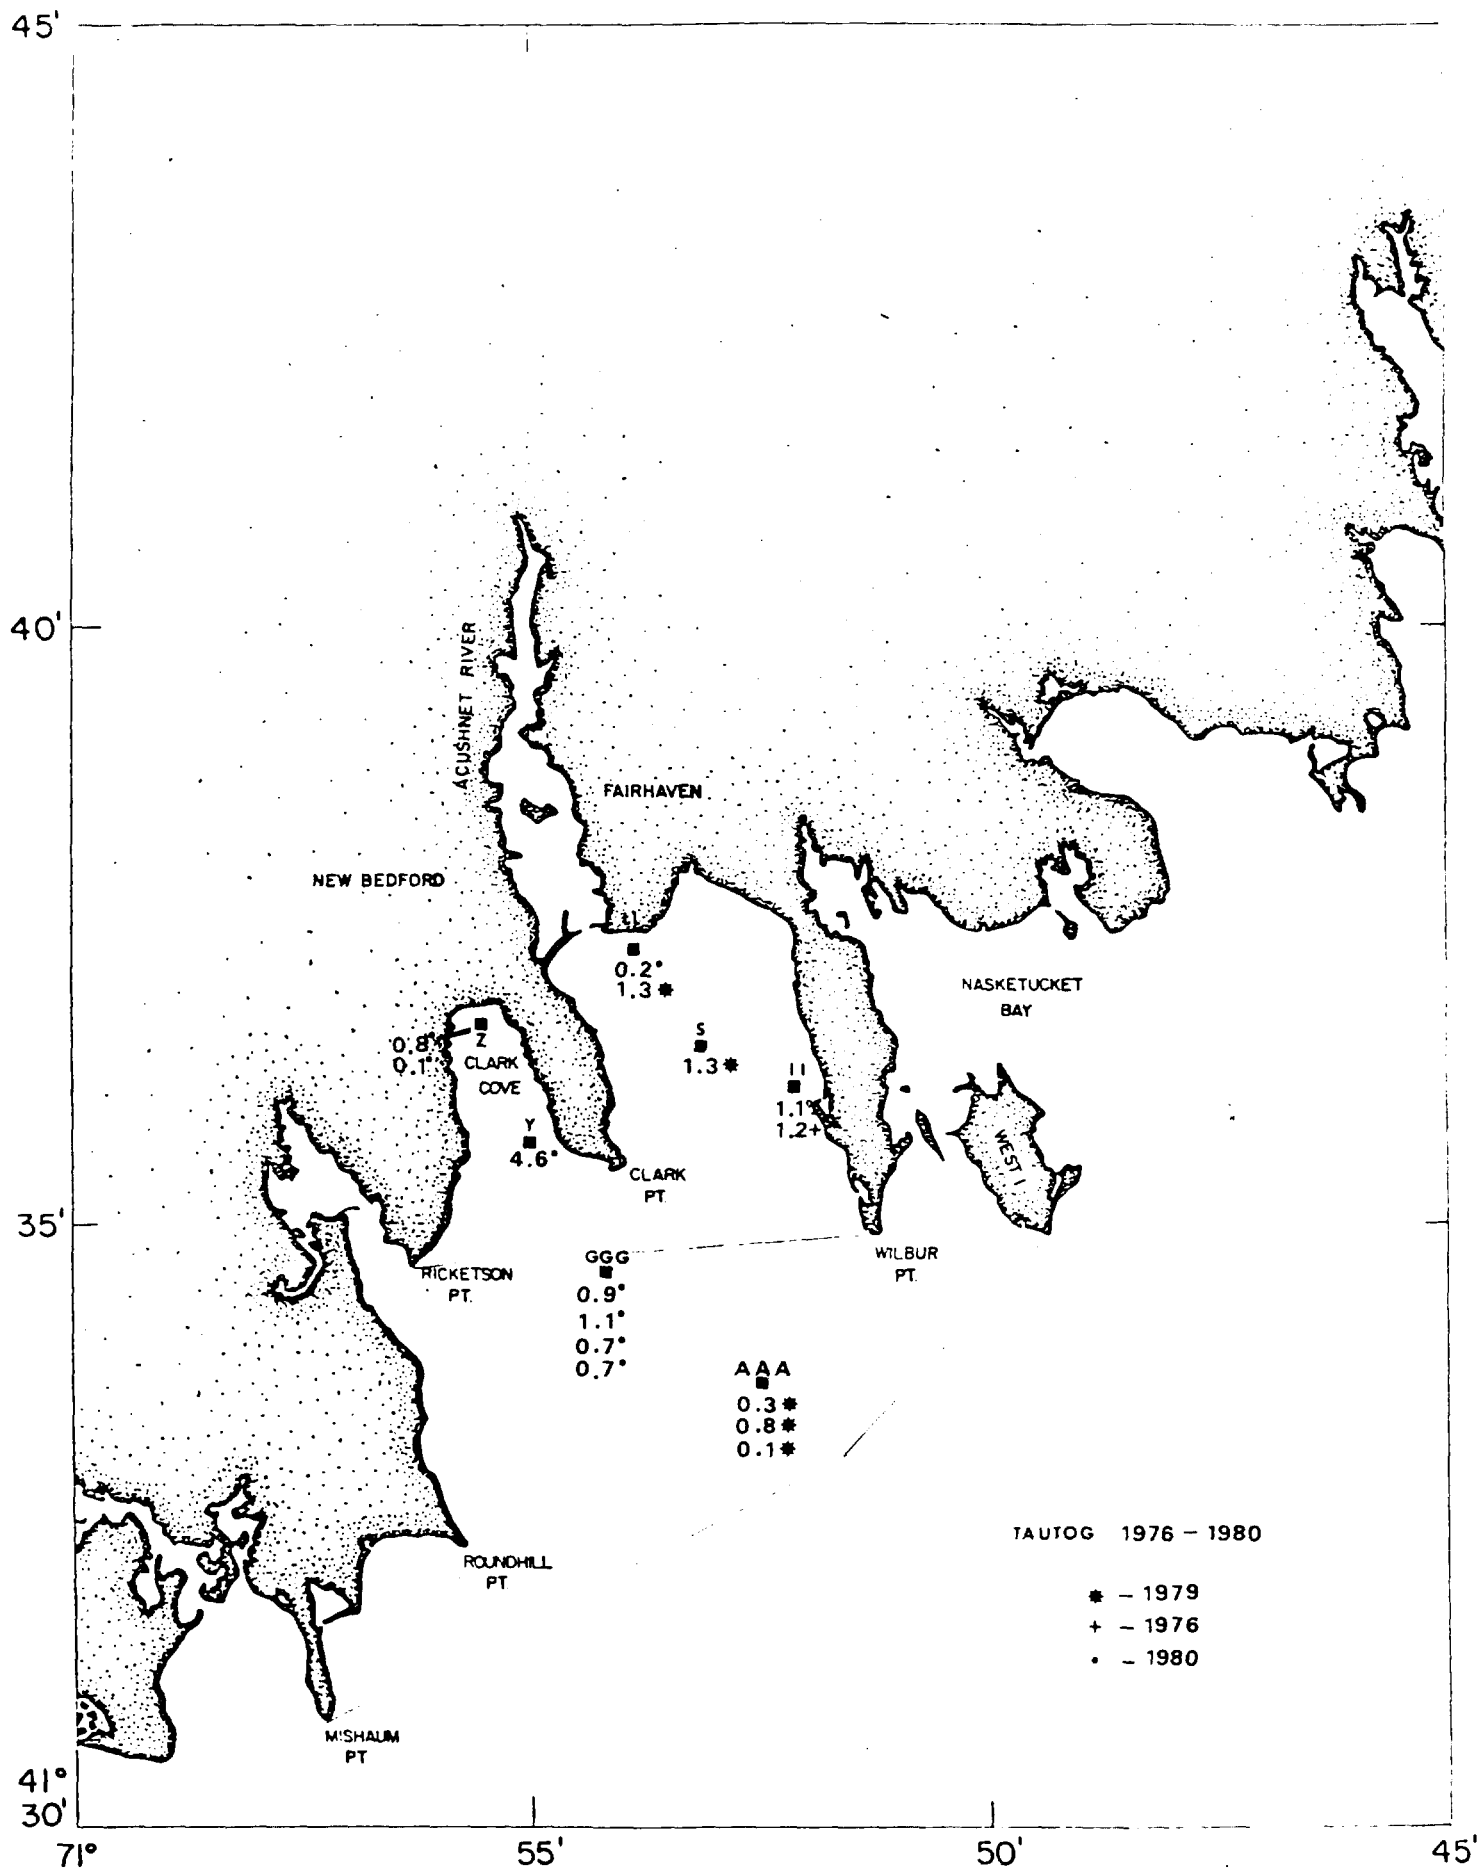 45'
40'
ACUSHNET RIVER
FAIRHAVEN
NEW BEDFORD
0.2•
1.3 ✱
NASKETUCKET
BAY
S
1.3 ✱
0.8•
0.1•
Z
CLARK
COVE
II
1.1•
1.2+
Y
4.6•
CLARK
PT.
WEST I
35'
RICKETSON
PT.
GGG
0.9•
1.1•
0.7•
0.7•
WILBUR
PT.
AAA
0.3 ✱
0.8 ✱
0.1 ✱
ROUNDHILL
PT
TAUTOG 1976 – 1980
✱ – 1979
+ – 1976
• – 1980
MISHAUM
PT
41°
30'
71°
55'
50'
45'